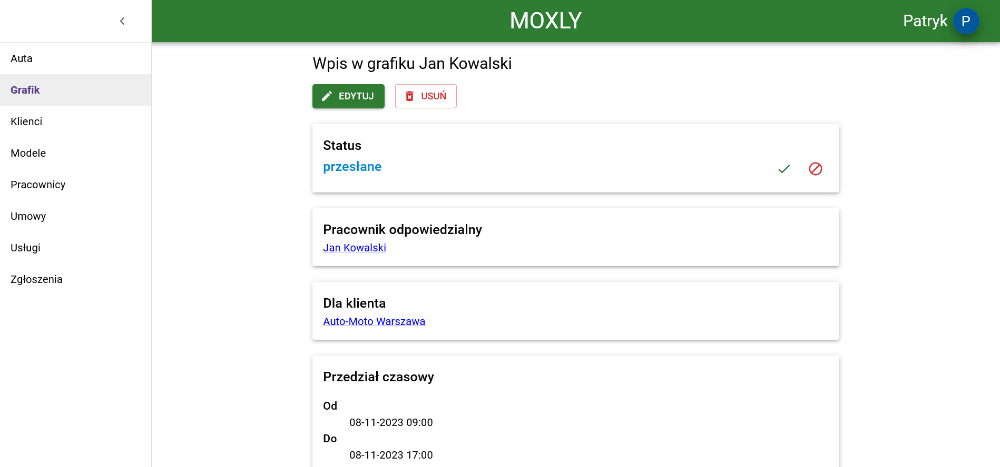 MOXLY
Patryk P
Auta
Grafik
Klienci
Modele
Pracownicy
Umowy
Usługi
Zgłoszenia
Wpis w grafiku Jan Kowalski
EDYTUJ USUŃ
Status
przesłane
Pracownik odpowiedzialny
Jan Kowalski
Dla klienta
Auto-Moto Warszawa
Przedział czasowy
Od
08-11-2023 09:00
Do
08-11-2023 17:00